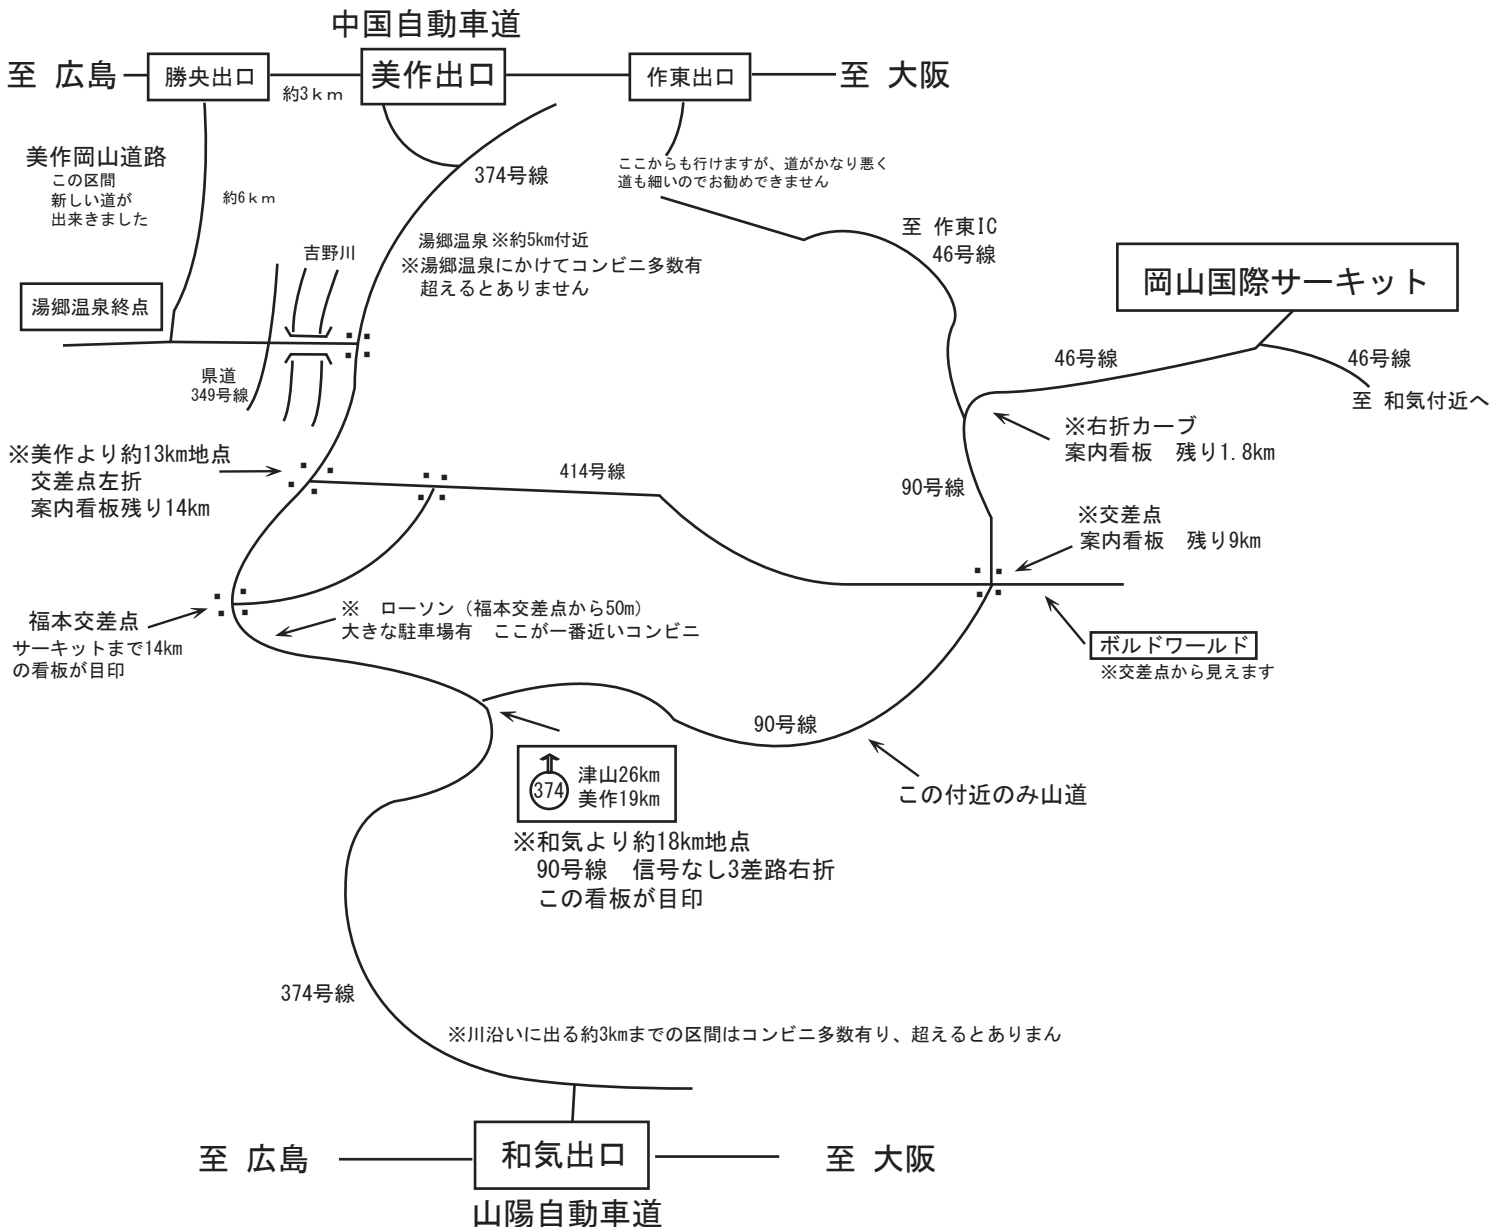 中国自動車道
至 広島
勝央出口
約3km
美作出口
作東出口
至 大阪
美作岡山道路
この区間
新しい道が
出来きました
約6km
374号線
ここからも行けますが、道がかなり悪く
道も細いのでお勧めできません
吉野川
湯郷温泉※約5km付近
※湯郷温泉にかけてコンビニ多数有
超えるとありません
至 作東IC
46号線
岡山国際サーキット
湯郷温泉終点
46号線
46号線
至 和気付近へ
県道
349号線
※右折カーブ
案内看板 残り1.8km
※美作より約13km地点
交差点左折
案内看板残り14km
414号線
90号線
※交差点
案内看板 残り9km
福本交差点
サーキットまで14km
の看板が目印
※ ローソン（福本交差点から50m）
大きな駐車場有 ここが一番近いコンビニ
ボルドワールド
※交差点から見えます
90号線
374
津山26km
美作19km
この付近のみ山道
※和気より約18km地点
90号線 信号なし3差路右折
この看板が目印
374号線
※川沿いに出る約3kmまでの区間はコンビニ多数有り、超えるとありまん
至 広島
和気出口
至 大阪
山陽自動車道